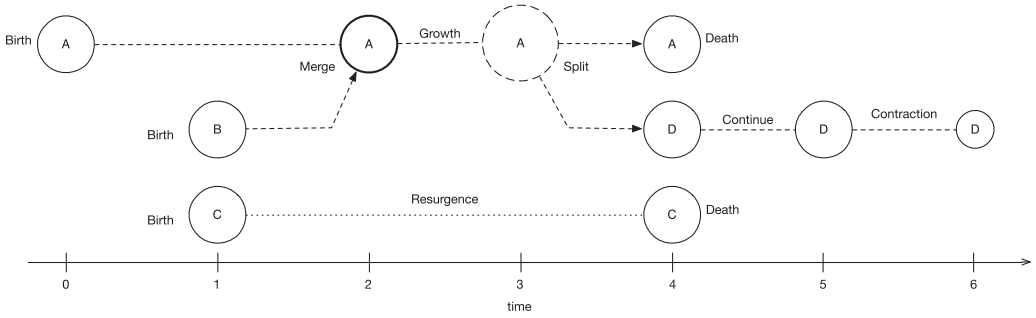 Birth A A Growth A A Death
Merge Split
Birth B D Continue D Contraction D
Birth C Resurgence C Death
0 1 2 3 4 5 6
time